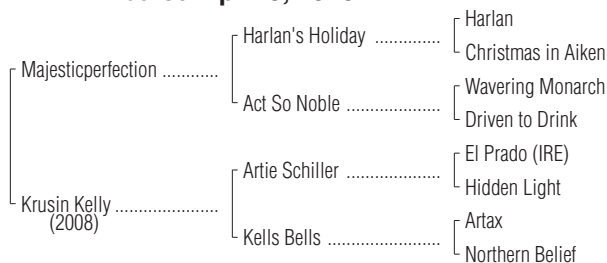 Harlan
Harlan's Holiday ..............
Christmas in Aiken
Majesticperfection ............
Wavering Monarch
Act So Noble .....................
Driven to Drink
El Prado (IRE)
Artie Schiller .....................
Hidden Light
Krusin Kelly .......................
(2008)
Artax
Kells Bells .........................
Northern Belief